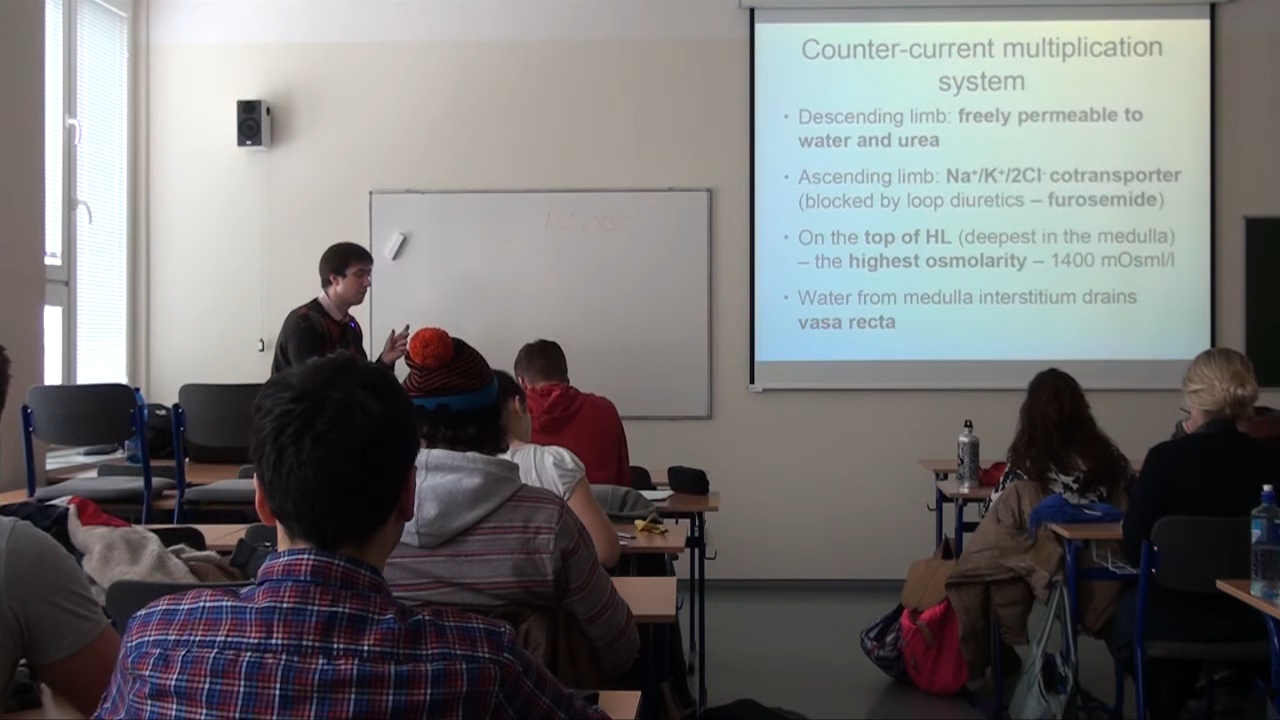 Counter-current multiplication
system
• Descending limb: freely permeable to
water and urea
• Ascending limb: Na⁺/K⁺/2Cl⁻ cotransporter
(blocked by loop diuretics – furosemide)
• On the top of HL (deepest in the medulla)
– the highest osmolarity – 1400 mOsml/l
• Water from medulla interstitium drains
vasa recta